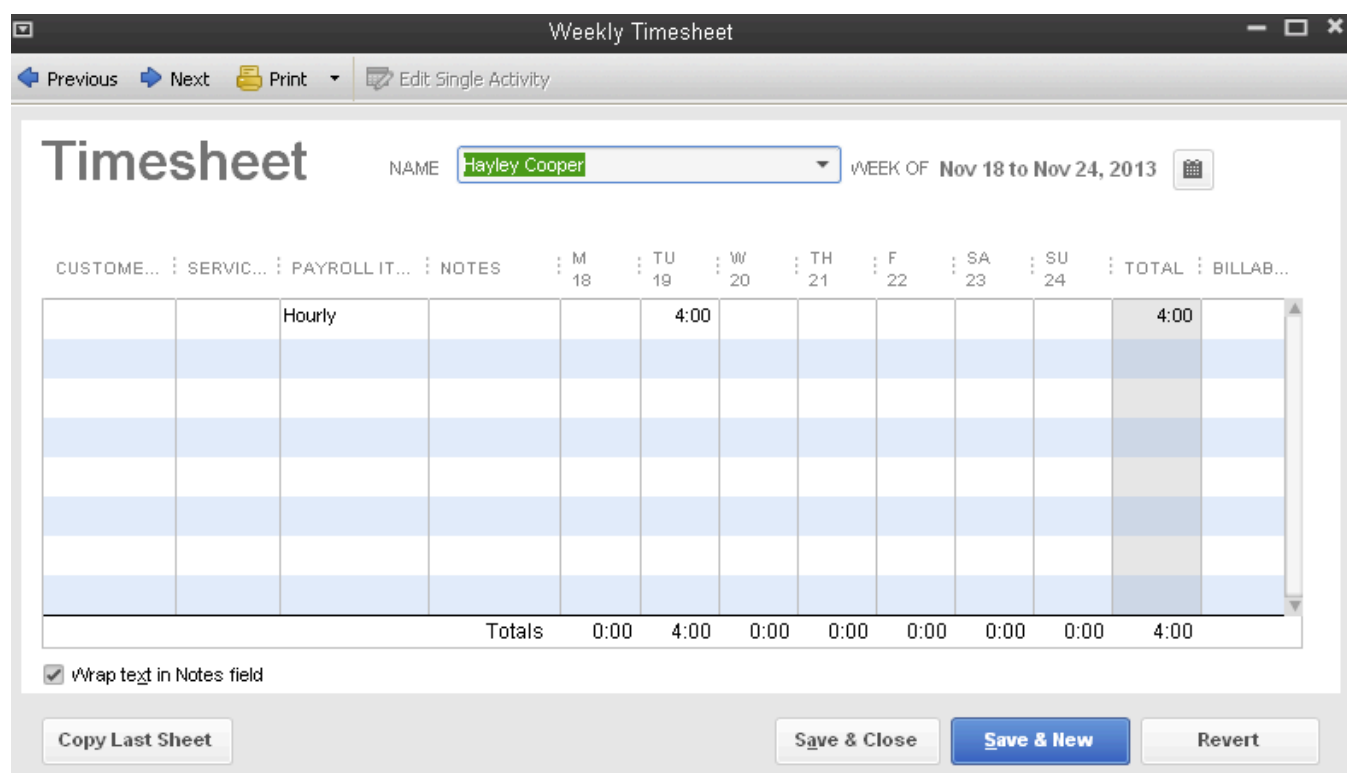 Weekly Timesheet
Previous Next Print Edit Single Activity
Timesheet NAME Hayley Cooper WEEK OF Nov 18 to Nov 24, 2013
CUSTOME... SERVIC... PAYROLL IT... NOTES M 18 TU 19 W 20 TH 21 F 22 SA 23 SU 24 TOTAL BILLAB...
Hourly 4:00 4:00
Totals 0:00 4:00 0:00 0:00 0:00 0:00 0:00 4:00
Wrap text in Notes field
Copy Last Sheet Save & Close Save & New Revert